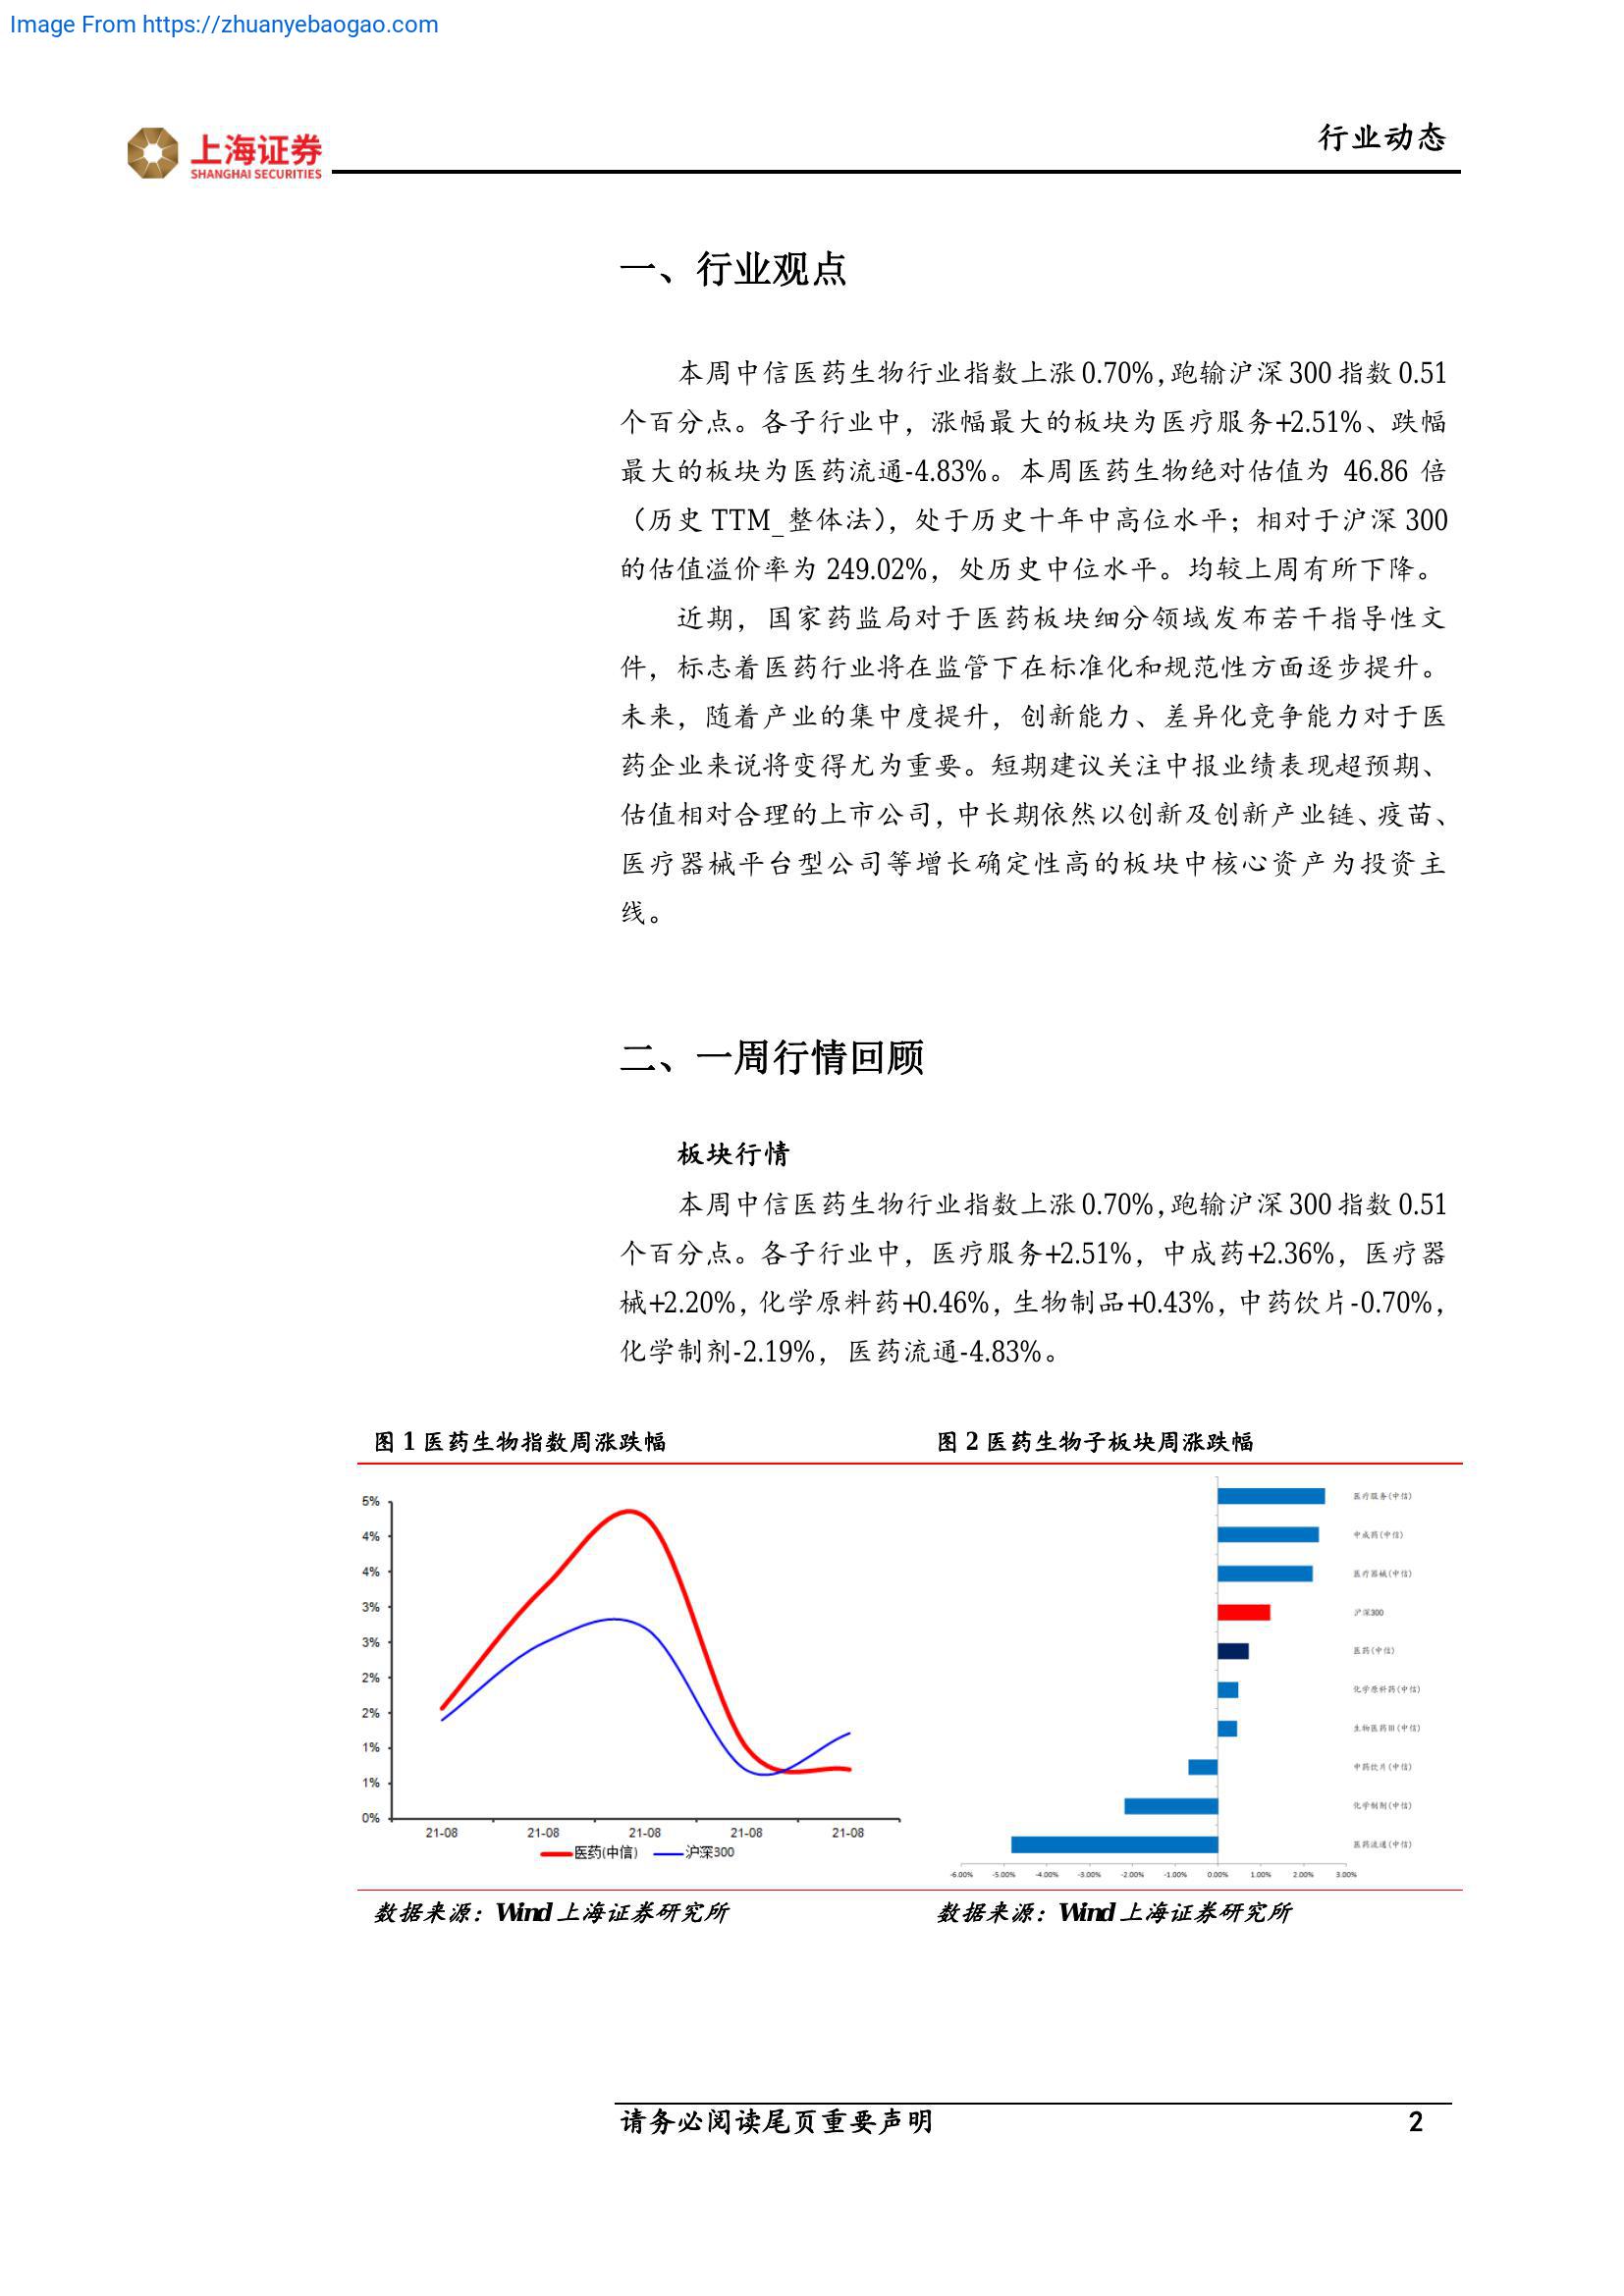 Image From https://zhuanyebaogao.com
上海证券
SHANGHAI SECURITIES
行业动态
一、行业观点
本周中信医药生物行业指数上涨0.70%，跑输沪深300指数0.51
个百分点。各子行业中，涨幅最大的板块为医疗服务+2.51%、跌幅
最大的板块为医药流通-4.83%。本周医药生物绝对估值为 46.86 倍
（历史 TTM_整体法），处于历史十年中高位水平；相对于沪深 300
的估值溢价率为 249.02%，处历史中位水平。均较上周有所下降。
近期，国家药监局对于医药板块细分领域发布若干指导性文
件，标志着医药行业将在监管下在标准化和规范性方面逐步提升。
未来，随着产业的集中度提升，创新能力、差异化竞争能力对于医
药企业来说将变得尤为重要。短期建议关注中报业绩表现超预期、
估值相对合理的上市公司，中长期依然以创新及创新产业链、疫苗、
医疗器械平台型公司等增长确定性高的板块中核心资产为投资主
线。
二、一周行情回顾
板块行情
本周中信医药生物行业指数上涨0.70%，跑输沪深300指数0.51
个百分点。各子行业中，医疗服务+2.51%，中成药+2.36%，医疗器
械+2.20%，化学原料药+0.46%，生物制品+0.43%，中药饮片-0.70%，
化学制剂-2.19%，医药流通-4.83%。
图 1 医药生物指数周涨跌幅
5%
4%
4%
3%
3%
2%
2%
1%
1%
0%
21-08 21-08 21-08 21-08 21-08
医药(中信) 沪深300
数据来源：Wind 上海证券研究所
图 2 医药生物子板块周涨跌幅
医疗服务(中信)
中成药(中信)
医疗器械(中信)
沪深300
医药(中信)
化学原料药(中信)
生物医药III(中信)
中药饮片(中信)
化学制剂(中信)
医药流通(中信)
-6.00% -5.00% -4.00% -3.00% -2.00% -1.00% 0.00% 1.00% 2.00% 3.00%
数据来源：Wind 上海证券研究所
请务必阅读尾页重要声明 2